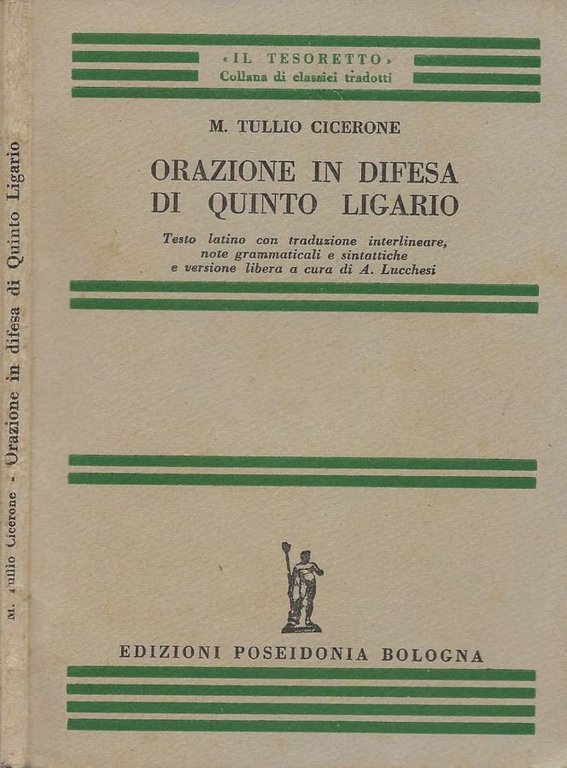 « IL TESORETTO »
Collana di classici tradotti
M. TULLIO CICERONE
ORAZIONE IN DIFESA
DI QUINTO LIGARIO
Testo latino con traduzione interlineare,
note grammaticali e sintattiche
e versione libera a cura di A. Lucchesi
EDIZIONI POSEIDONIA BOLOGNA
M. Tullio Cicerone - Orazione in difesa di Quinto Ligario